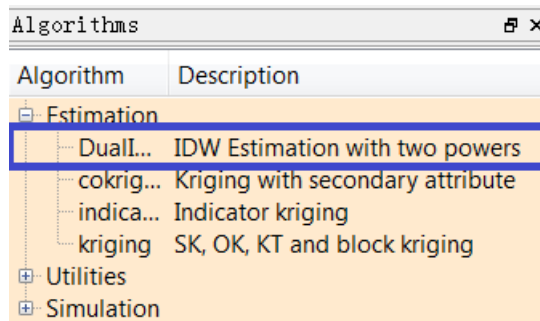 Algorithms
Algorithm Description
Estimation
DualI... IDW Estimation with two powers
cokrig... Kriging with secondary attribute
indica... Indicator kriging
kriging SK, OK, KT and block kriging
Utilities
Simulation